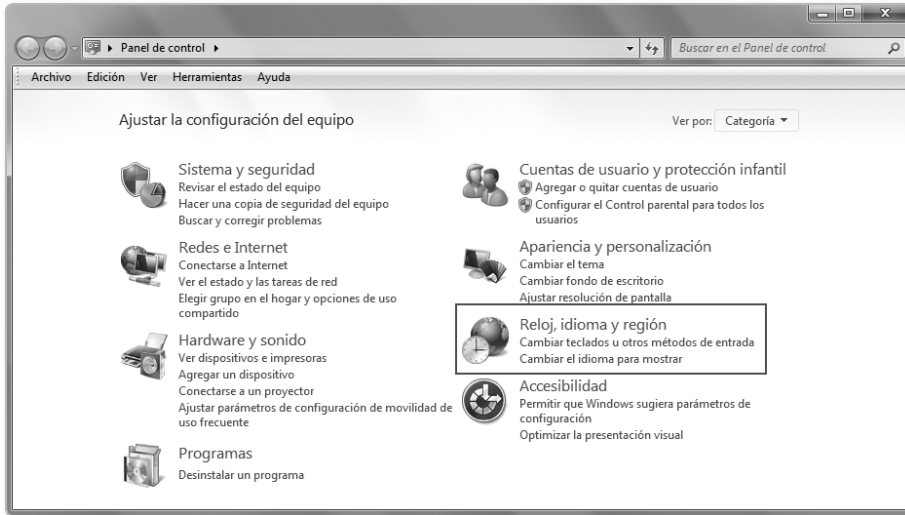 Panel de control
Buscar en el Panel de control
Archivo Edición Ver Herramientas Ayuda
Ajustar la configuración del equipo
Ver por: Categoría
Sistema y seguridad
Revisar el estado del equipo
Hacer una copia de seguridad del equipo
Buscar y corregir problemas
Redes e Internet
Conectarse a Internet
Ver el estado y las tareas de red
Elegir grupo en el hogar y opciones de uso
compartido
Hardware y sonido
Ver dispositivos e impresoras
Agregar un dispositivo
Conectarse a un proyector
Ajustar parámetros de configuración de movilidad de
uso frecuente
Programas
Desinstalar un programa
Cuentas de usuario y protección infantil
Agregar o quitar cuentas de usuario
Configurar el Control parental para todos los
usuarios
Apariencia y personalización
Cambiar el tema
Cambiar fondo de escritorio
Ajustar resolución de pantalla
Reloj, idioma y región
Cambiar teclados u otros métodos de entrada
Cambiar el idioma para mostrar
Accesibilidad
Permitir que Windows sugiera parámetros de
configuración
Optimizar la presentación visual